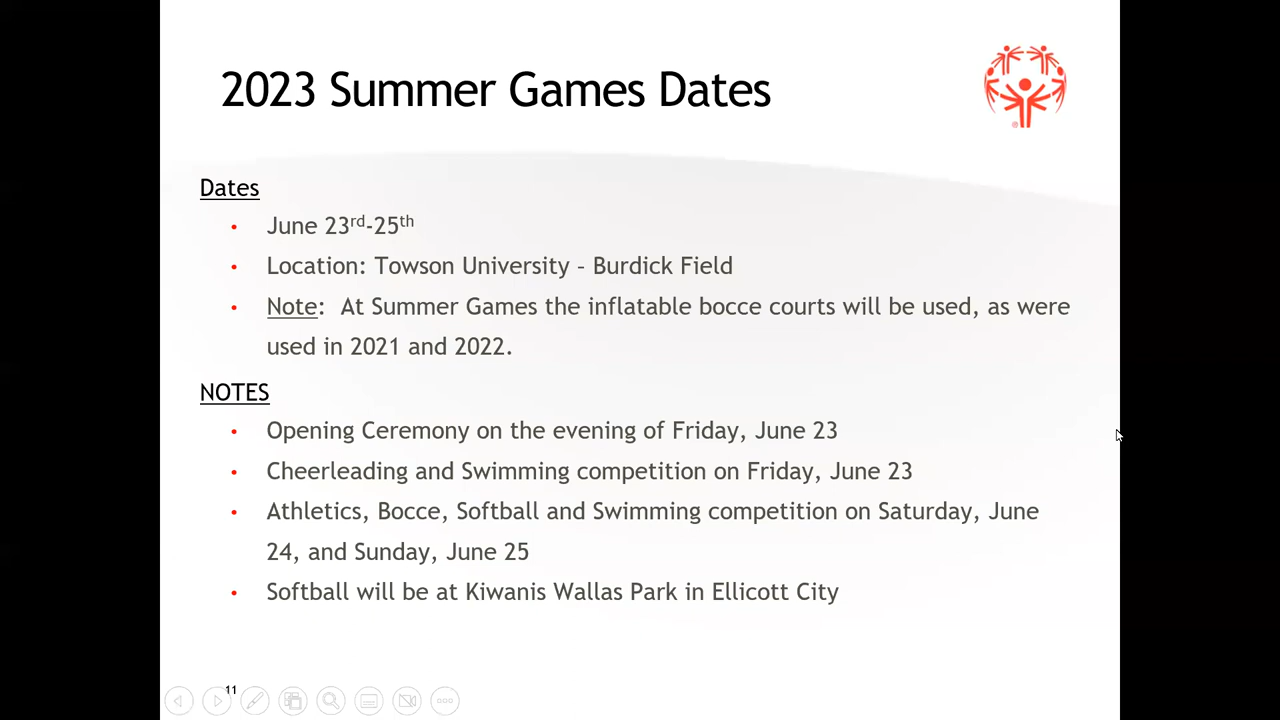 2023 Summer Games Dates
Dates
• June 23rd-25th
• Location: Towson University – Burdick Field
• Note:  At Summer Games the inflatable bocce courts will be used, as were
used in 2021 and 2022.
NOTES
• Opening Ceremony on the evening of Friday, June 23
• Cheerleading and Swimming competition on Friday, June 23
• Athletics, Bocce, Softball and Swimming competition on Saturday, June
24, and Sunday, June 25
• Softball will be at Kiwanis Wallas Park in Ellicott City
11